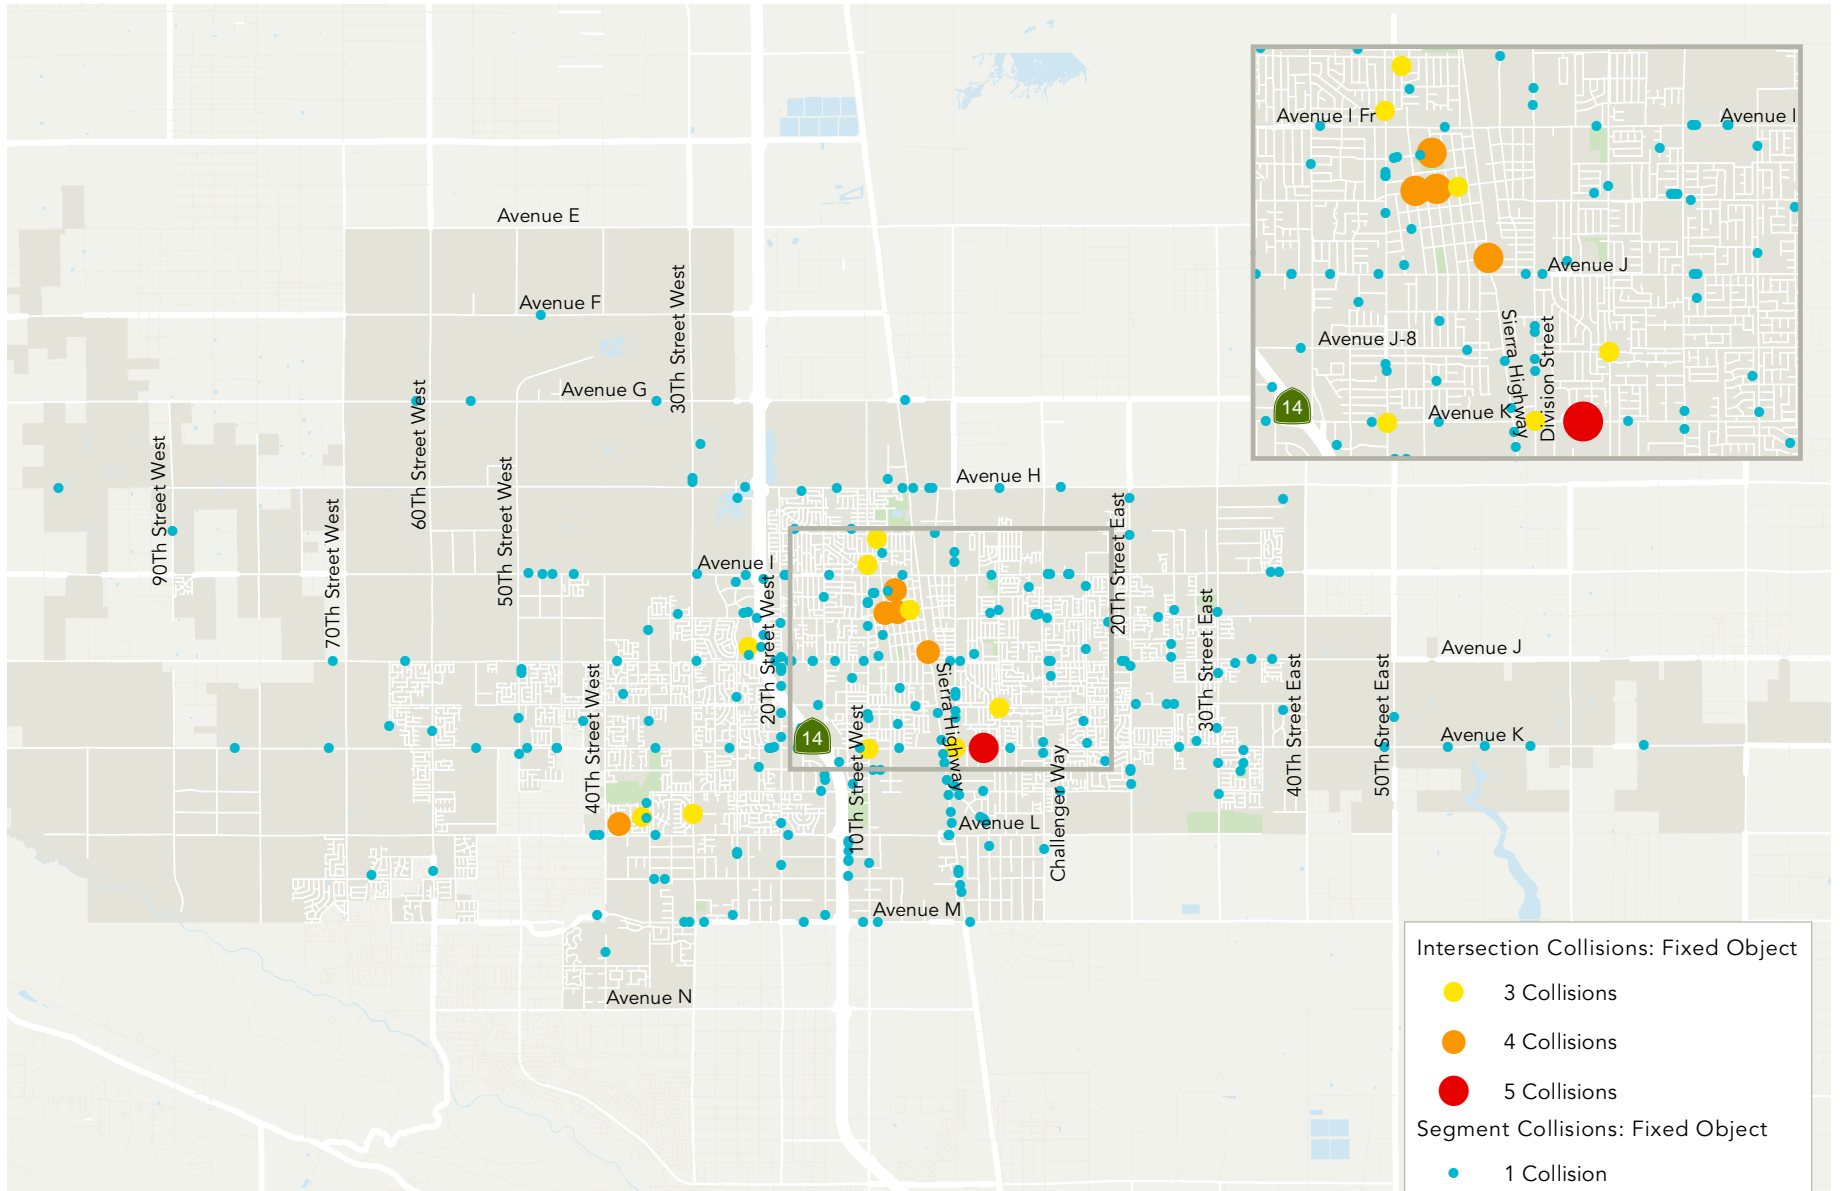 Avenue I Fr
Avenue I
Avenue J
Avenue J-8
Sierra Highway
Division Street
14
Avenue K
Avenue E
Avenue F
30Th Street West
Avenue G
60Th Street West
90Th Street West
50Th Street West
70Th Street West
Avenue H
20Th Street East
Avenue I
20Th Street West
30Th Street East
Avenue J
40Th Street West
Sierra Highway
40Th Street East
50Th Street East
14
10Th Street West
Avenue K
Challenger Way
Avenue L
Avenue M
Avenue N
Intersection Collisions: Fixed Object
3 Collisions
4 Collisions
5 Collisions
Segment Collisions: Fixed Object
1 Collision